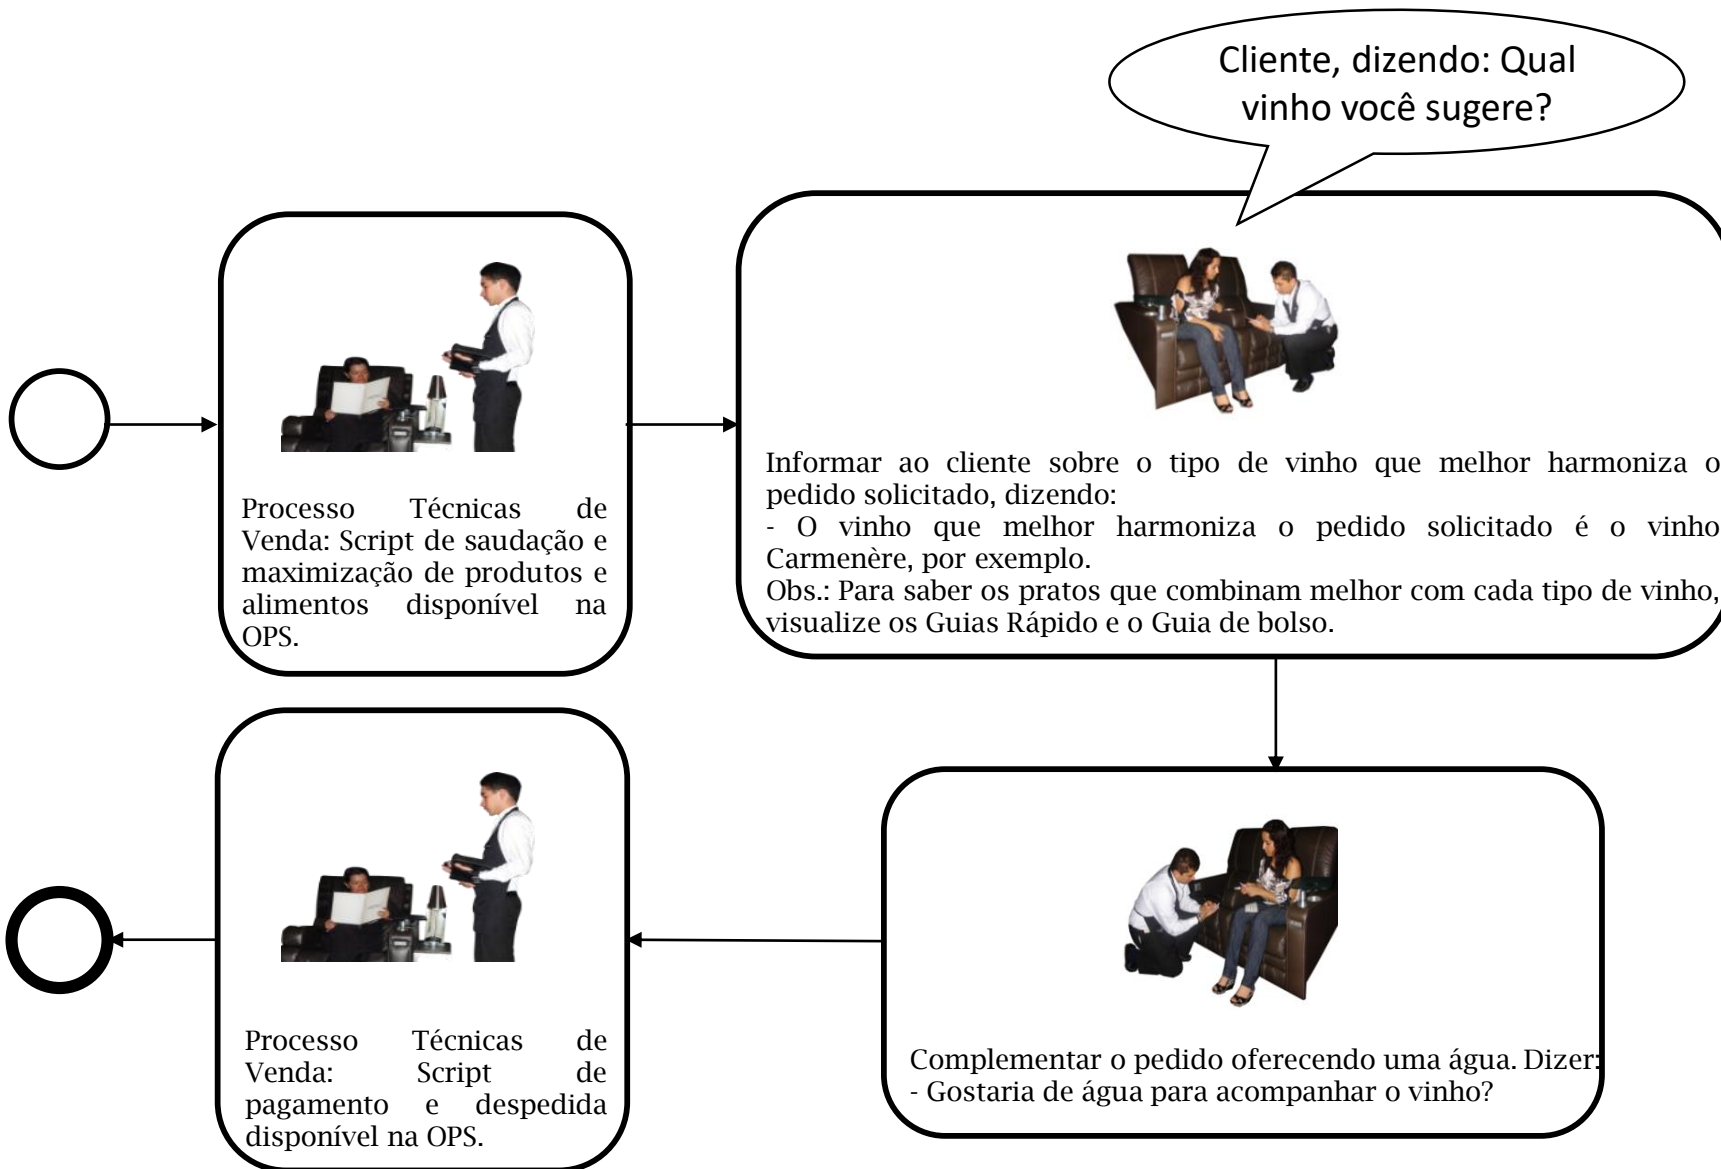 Cliente, dizendo: Qual
vinho você sugere?
Processo Técnicas de
Venda: Script de saudação e
maximização de produtos e
alimentos disponível na
OPS.
Informar ao cliente sobre o tipo de vinho que melhor harmoniza o
pedido solicitado, dizendo:
- O vinho que melhor harmoniza o pedido solicitado é o vinho
Carmenère, por exemplo.
Obs.: Para saber os pratos que combinam melhor com cada tipo de vinho,
visualize os Guias Rápido e o Guia de bolso.
Complementar o pedido oferecendo uma água. Dizer:
- Gostaria de água para acompanhar o vinho?
Processo Técnicas de
Venda: Script de
pagamento e despedida
disponível na OPS.